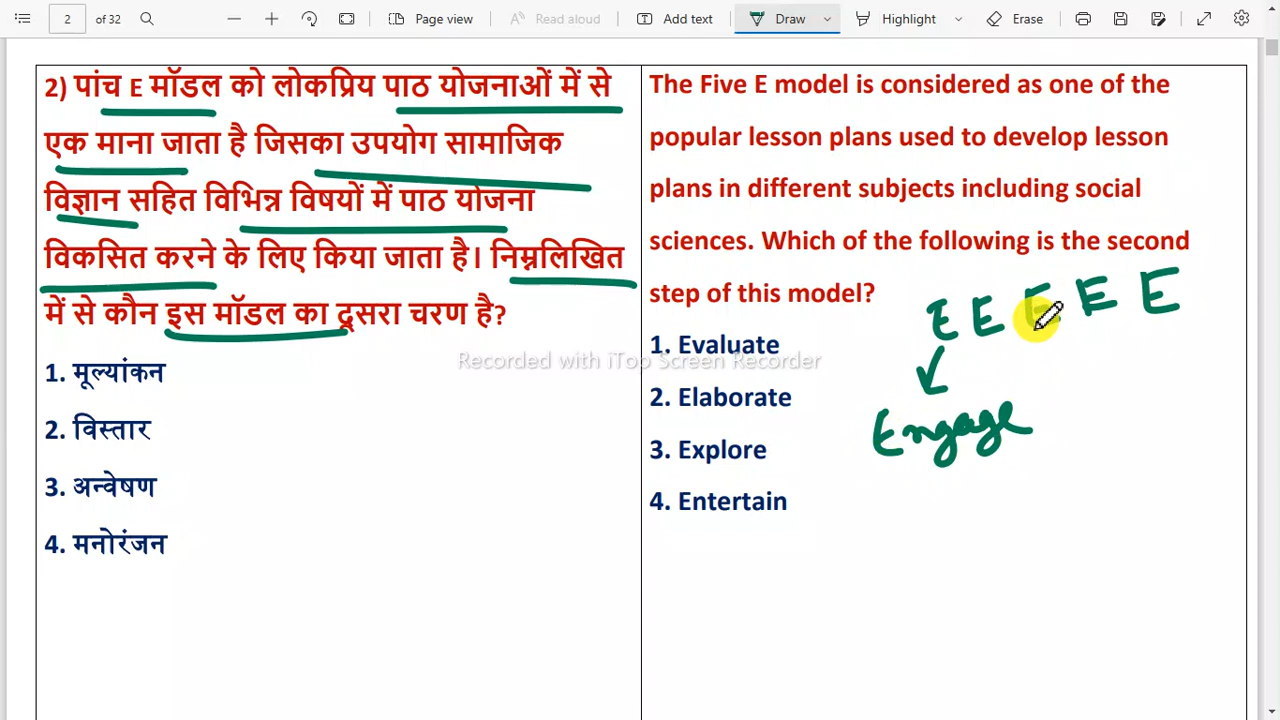 2
of 32
Page view
Read aloud
Add text
Draw
Highlight
Erase
2) पांच E मॉडल को लोकप्रिय पाठ योजनाओं में से
एक माना जाता है जिसका उपयोग सामाजिक
विज्ञान सहित विभिन्न विषयों में पाठ योजना
विकसित करने के लिए किया जाता है। निम्नलिखित
में से कौन इस मॉडल का दूसरा चरण है?
1. मूल्यांकन
2. विस्तार
3. अन्वेषण
4. मनोरंजन
The Five E model is considered as one of the
popular lesson plans used to develop lesson
plans in different subjects including social
sciences. Which of the following is the second
step of this model?
E E E E E
1. Evaluate
2. Elaborate
Engage
3. Explore
4. Entertain
Recorded with iTop Screen Recorder